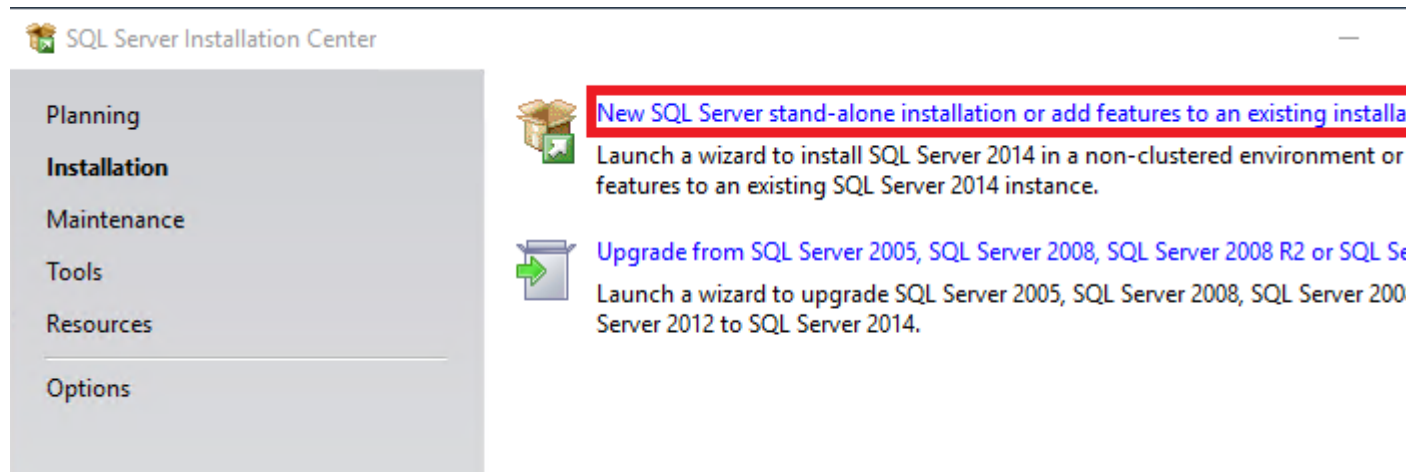 SQL Server Installation Center
Planning
Installation
Maintenance
Tools
Resources
Options
New SQL Server stand-alone installation or add features to an existing installa
Launch a wizard to install SQL Server 2014 in a non-clustered environment or
features to an existing SQL Server 2014 instance.
Upgrade from SQL Server 2005, SQL Server 2008, SQL Server 2008 R2 or SQL Se
Launch a wizard to upgrade SQL Server 2005, SQL Server 2008, SQL Server 200
Server 2012 to SQL Server 2014.